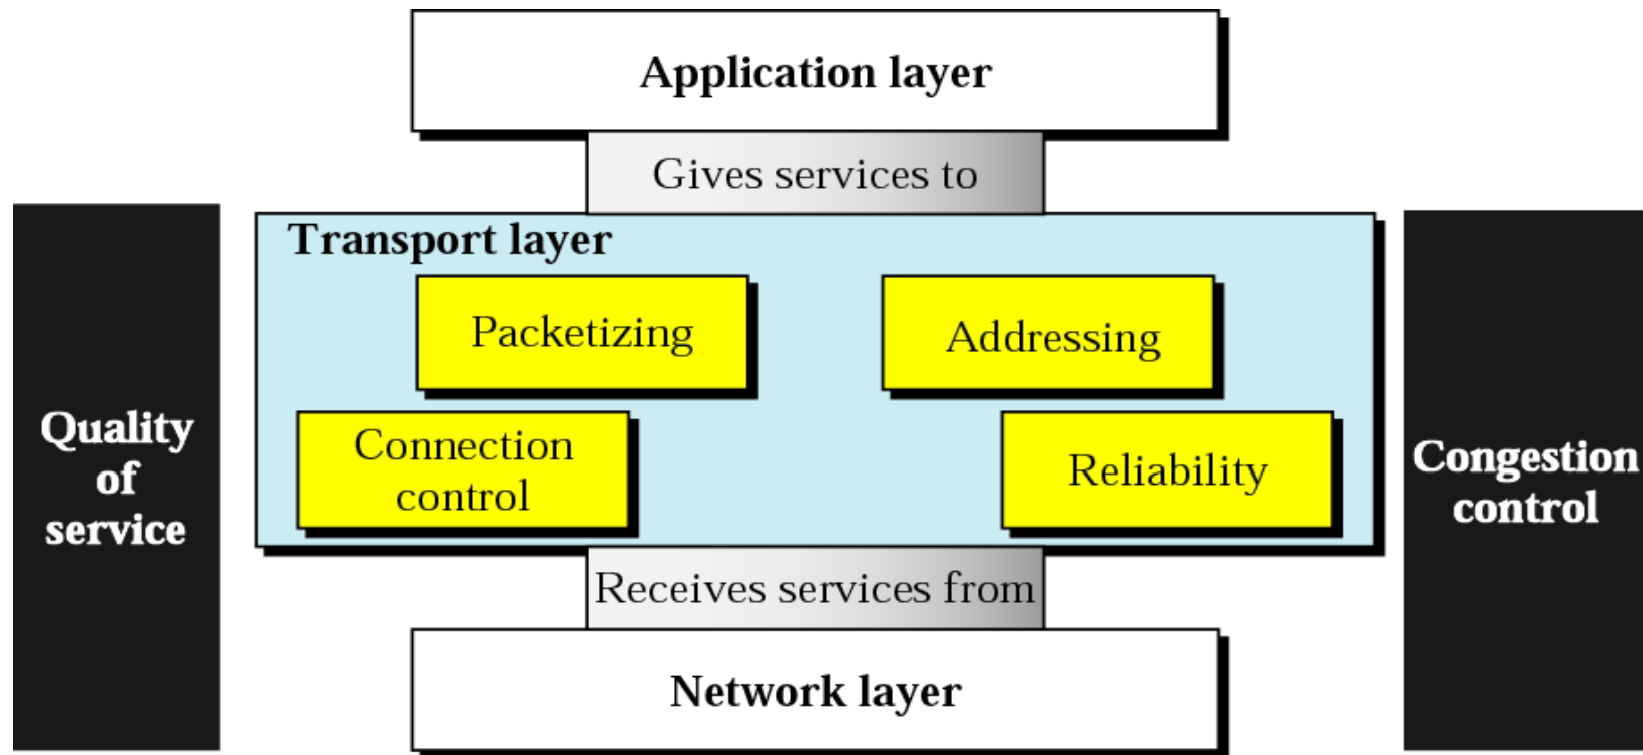 Application layer
Gives services to
Transport layer
Packetizing
Addressing
Connection
control
Reliability
Quality
of
service
Congestion
control
Receives services from
Network layer